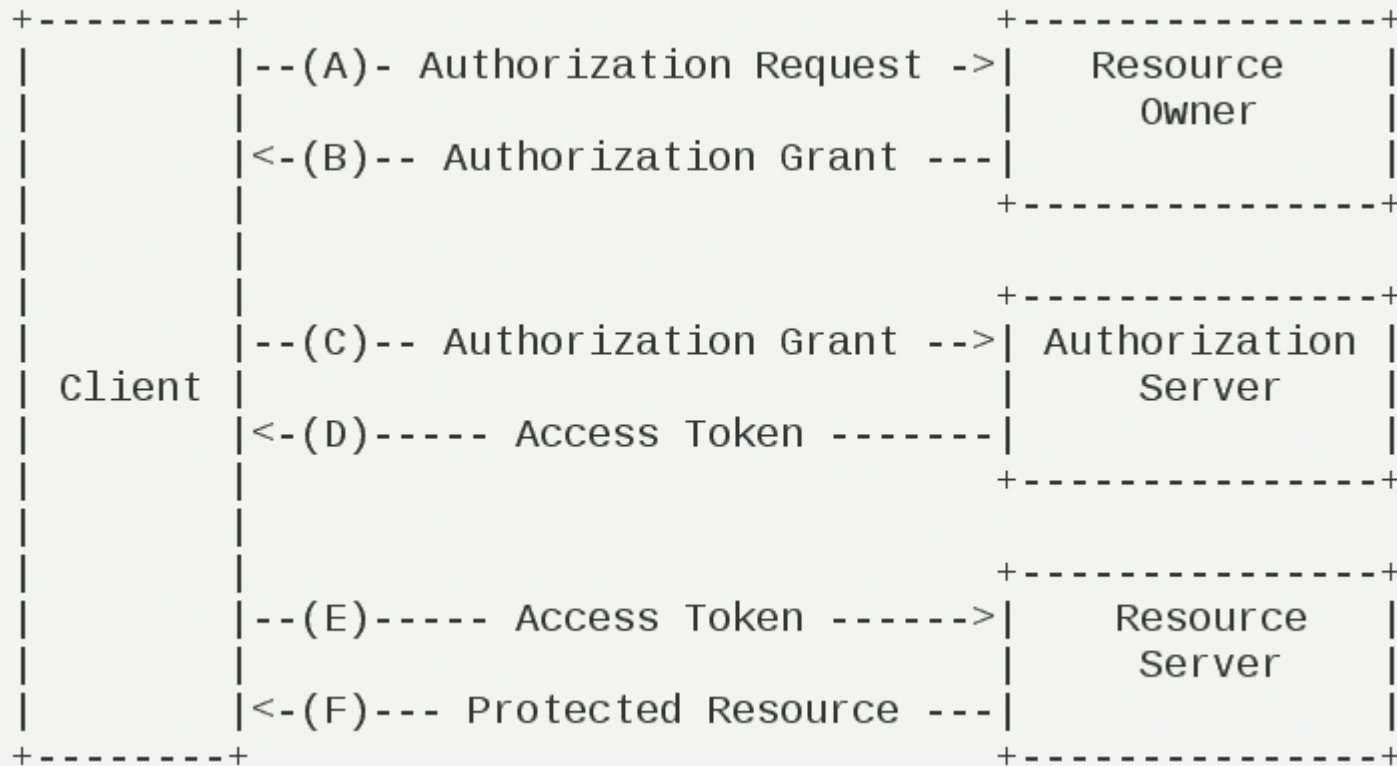 +--------+                               +---------------+
|        |--(A)- Authorization Request ->|   Resource    |
|        |                               |     Owner     |
|        |<-(B)-- Authorization Grant ---|               |
|        |                               +---------------+
|        |
|        |                               +---------------+
|        |--(C)-- Authorization Grant -->| Authorization |
| Client |                               |     Server    |
|        |<-(D)----- Access Token -------|               |
|        |                               +---------------+
|        |
|        |                               +---------------+
|        |--(E)----- Access Token ------>|    Resource   |
|        |                               |     Server    |
|        |<-(F)--- Protected Resource ---|               |
+--------+                               +---------------+